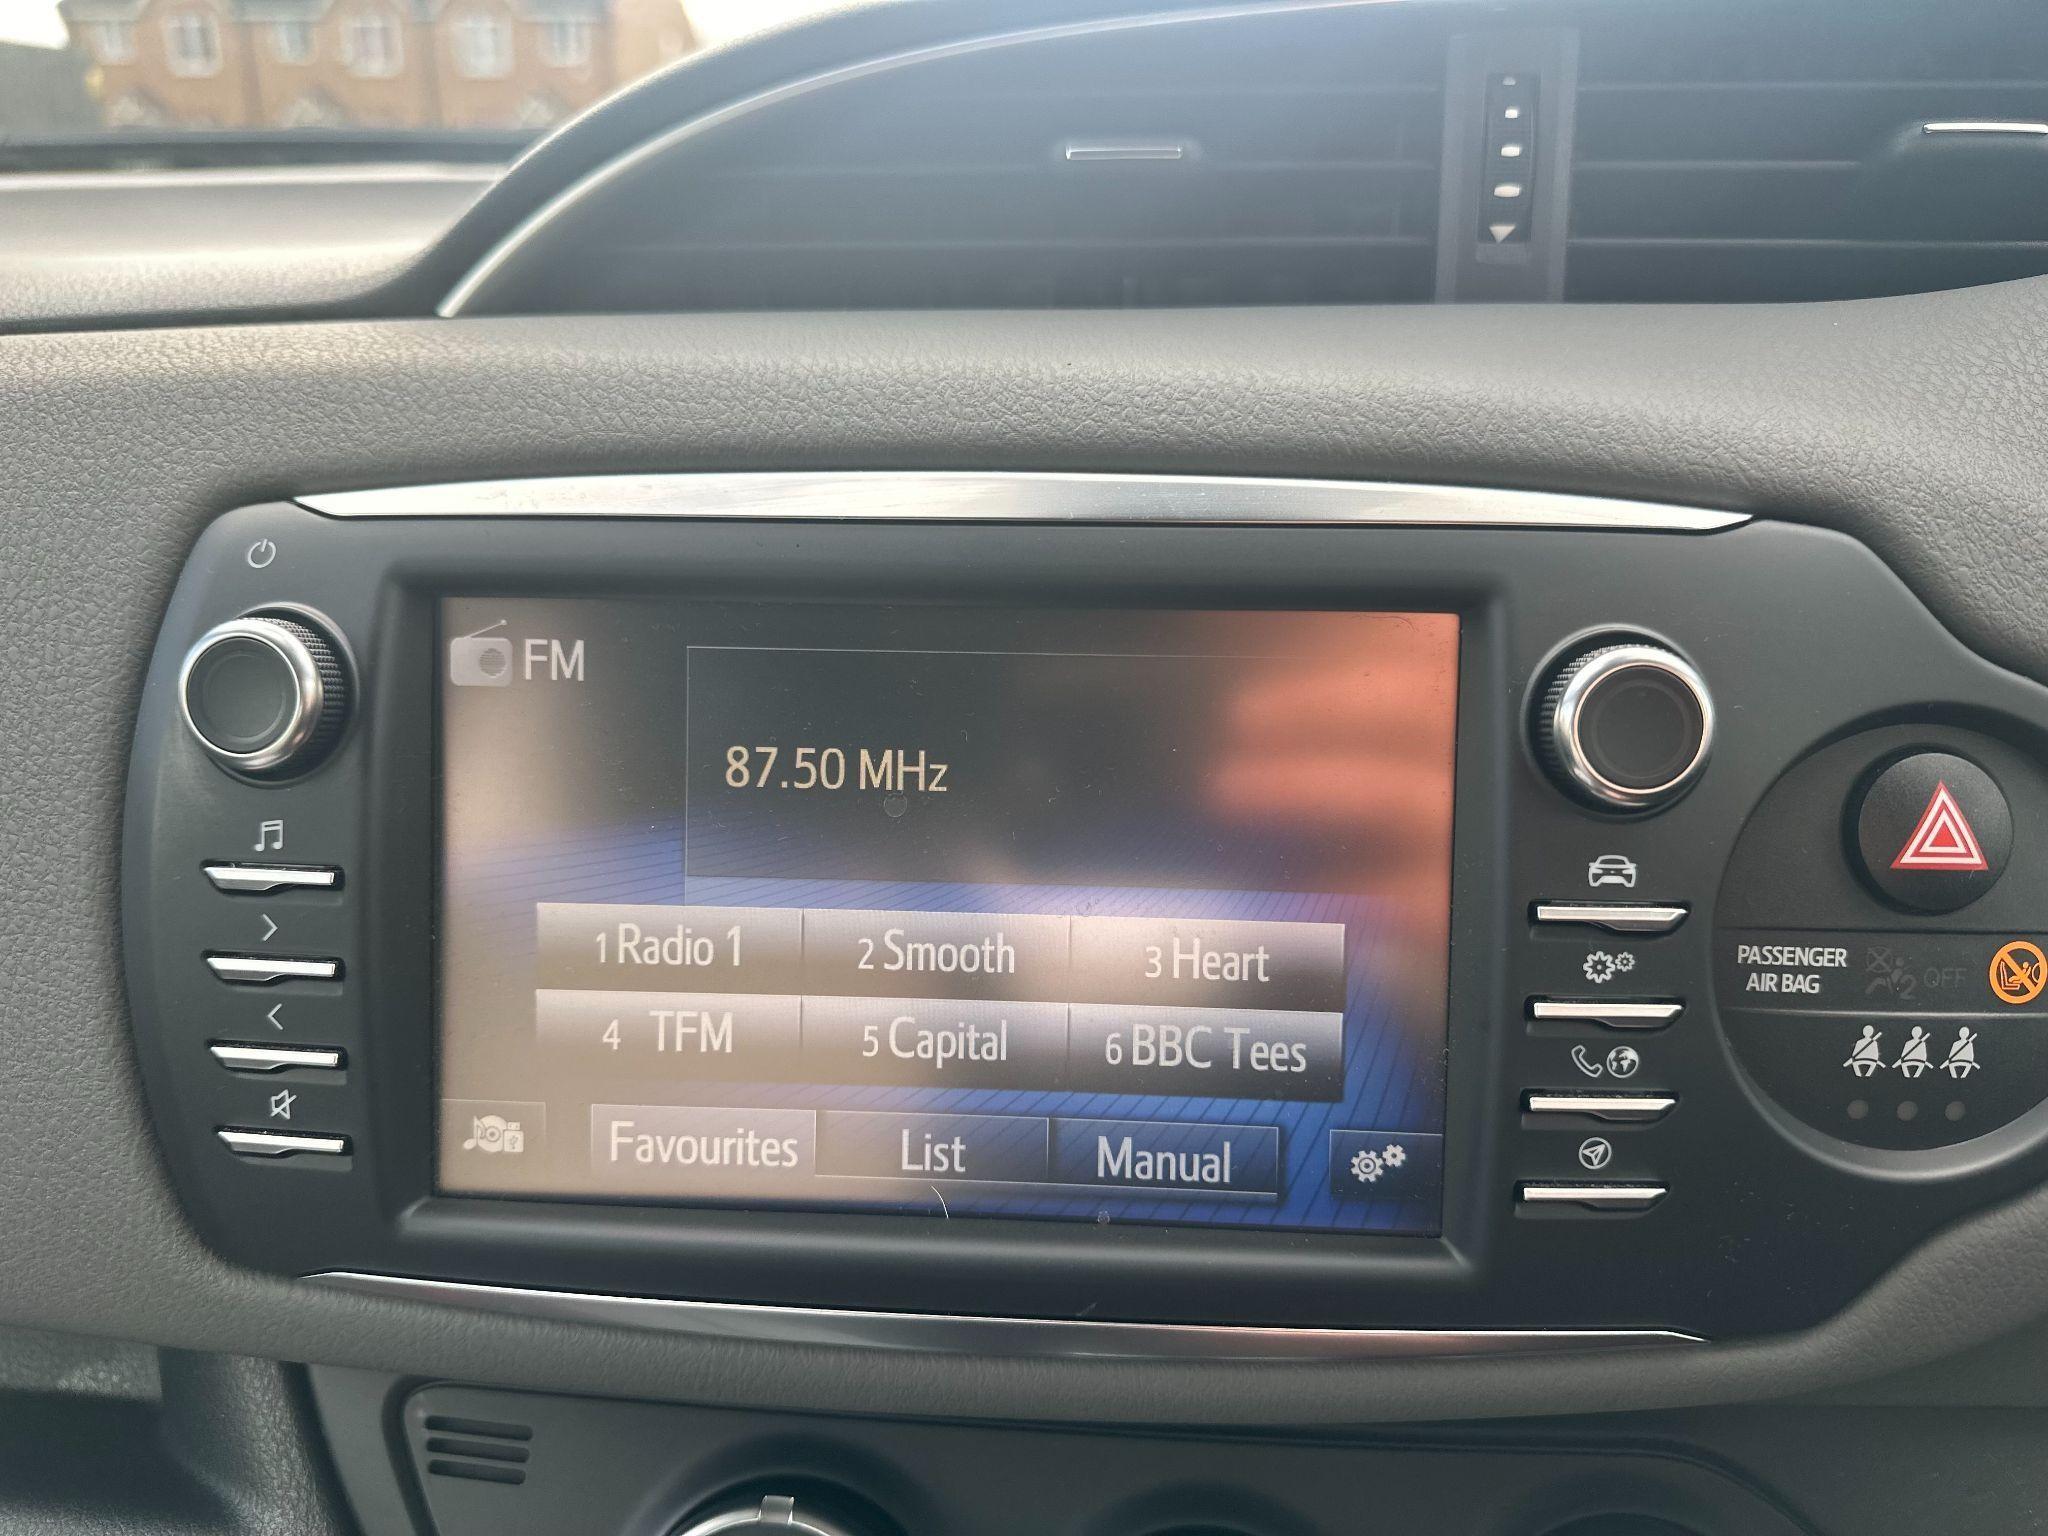 FM
87.50 MHz
1 Radio 1
2 Smooth
3 Heart
4 TFM
5 Capital
6 BBC Tees
Favourites
List
Manual
PASSENGER
AIR BAG
2 OFF